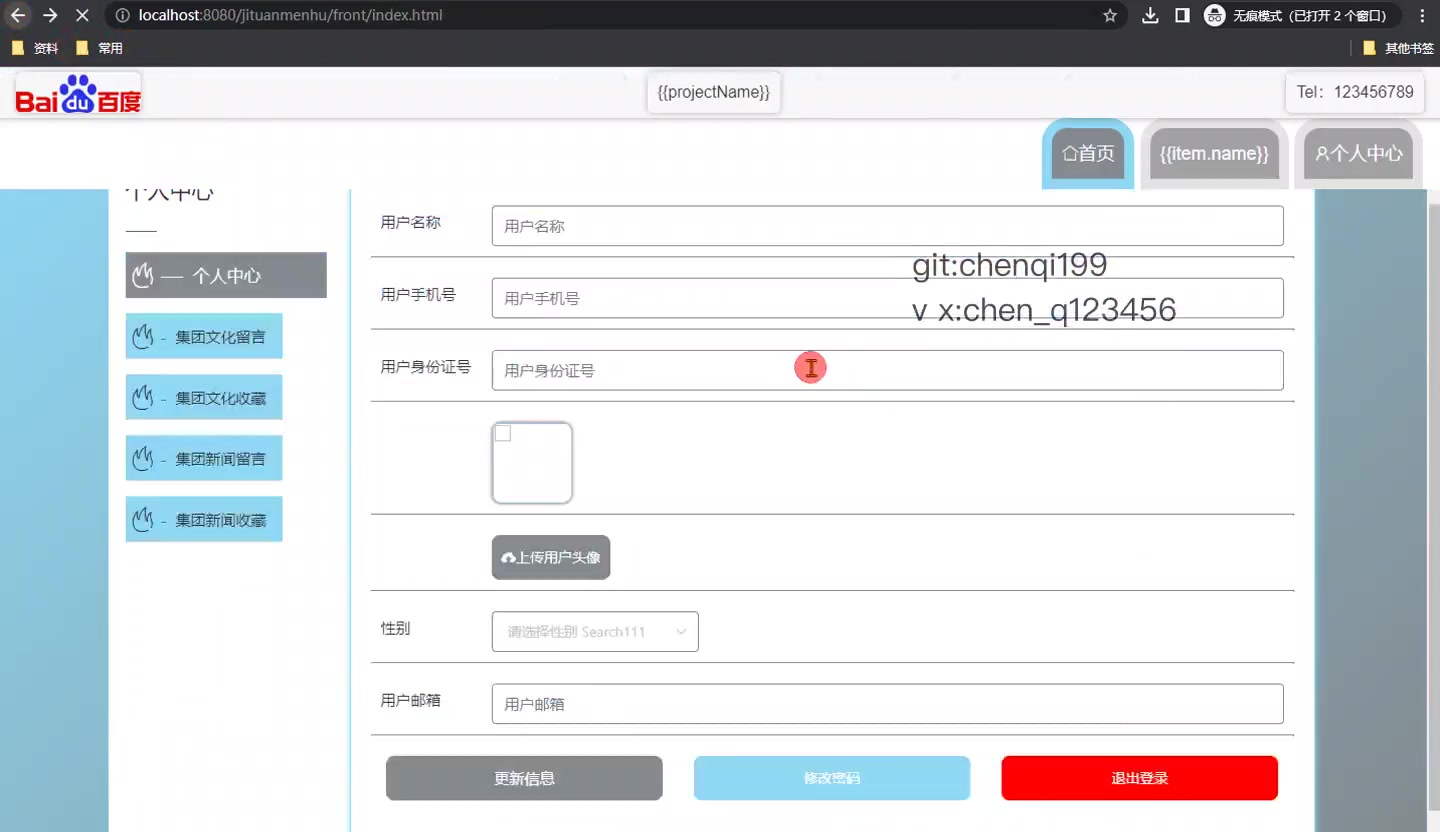 localhost:8080/jituanmenhu/front/index.html
无痕模式 (已打开 2 个窗口)
资料
常用
其他书签
Bai du 百度
{{projectName}}
Tel: 123456789
首页
{{item.name}}
个人中心
个人中心
个人中心
- 集团文化留言
- 集团文化收藏
- 集团新闻留言
- 集团新闻收藏
用户名称
用户名称
git:chenqi199
用户手机号
用户手机号
v x:chen_q123456
用户身份证号
用户身份证号
上传用户头像
性别
请选择性别 Search111
用户邮箱
用户邮箱
更新信息
修改密码
退出登录